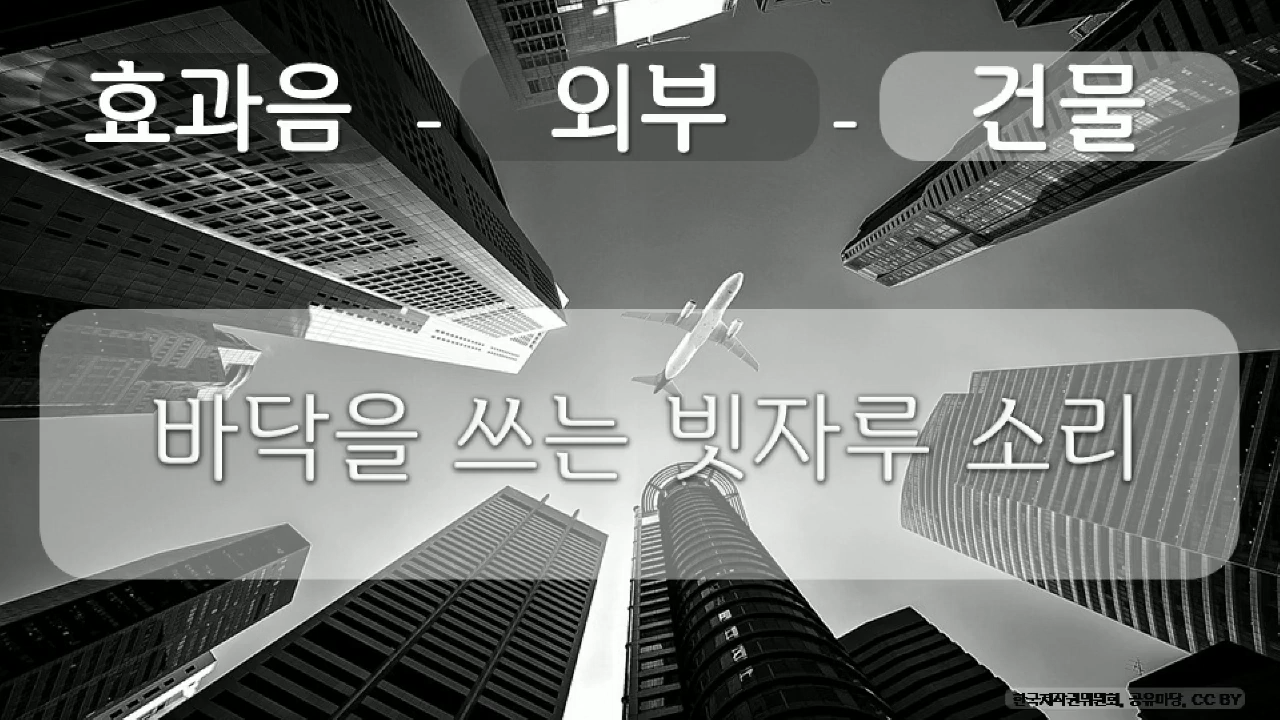 효과음 - 외부 - 건물
바닥을 쓰는 빗자루 소리
한국저작권위원회, 공유마당, CC BY